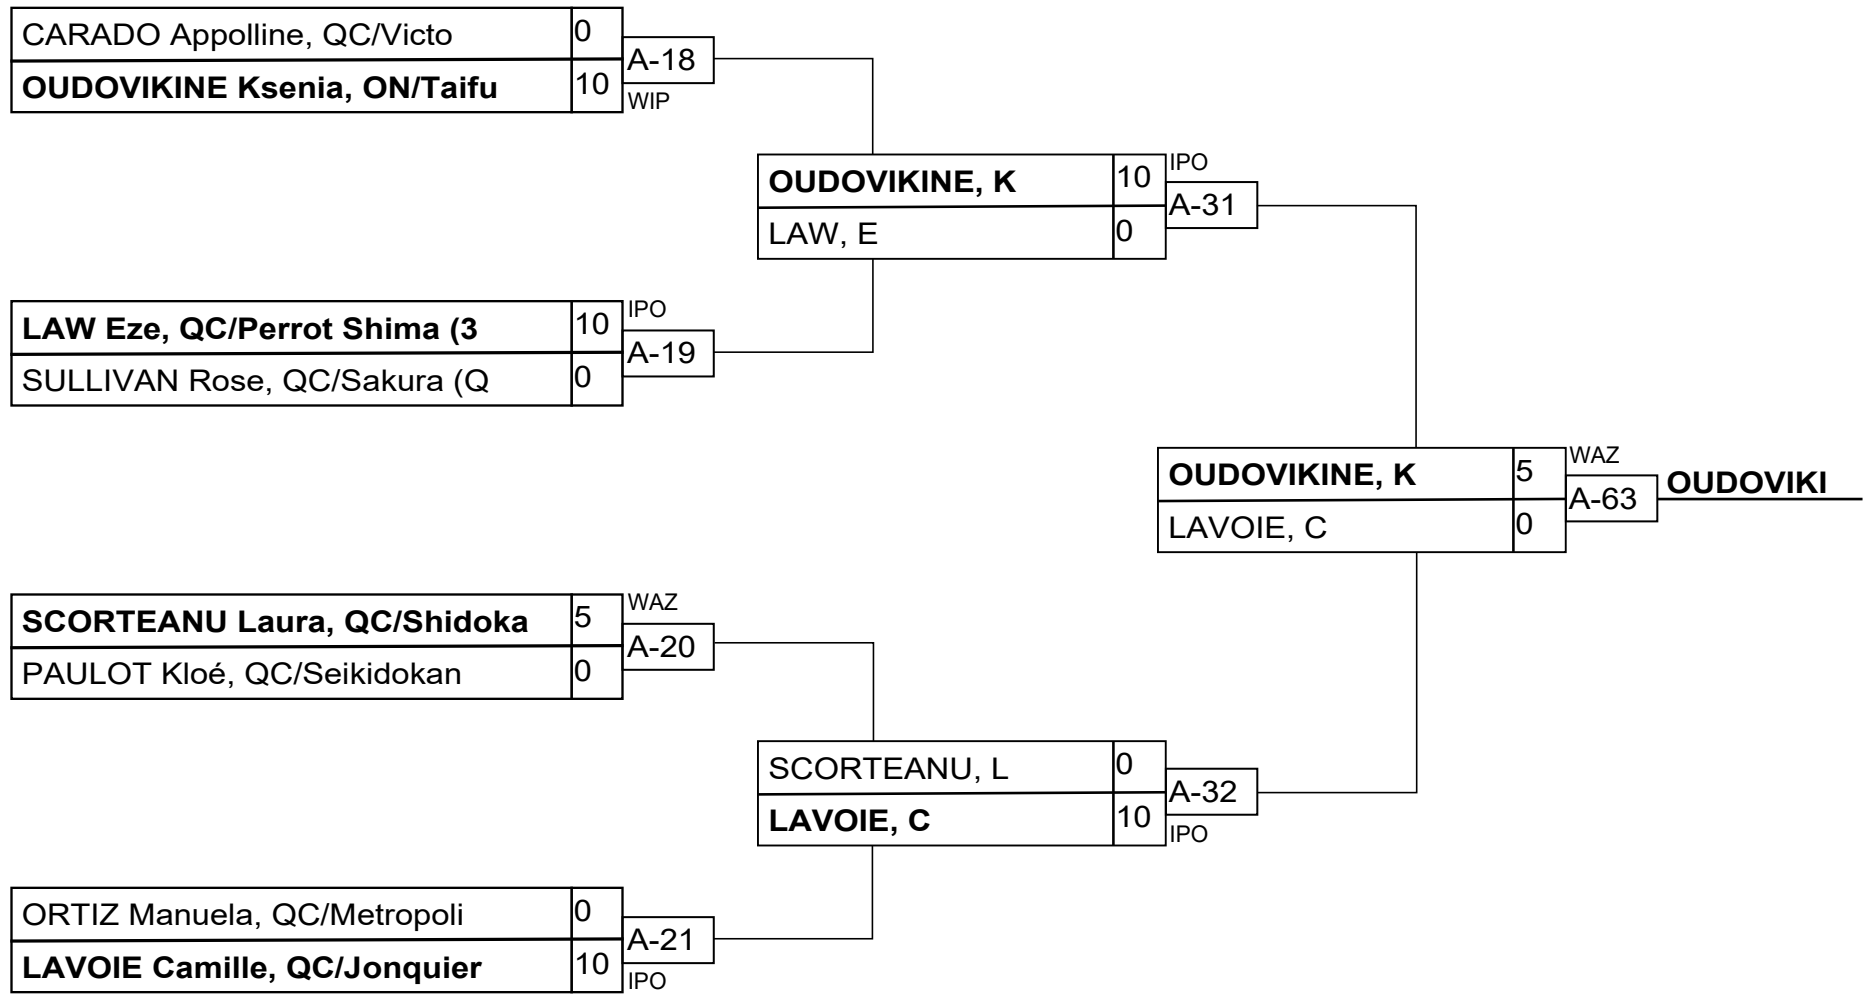 CARADO Appolline, QC/Victo 0
A-18
OUDOVIKINE Ksenia, ON/Taifu 10
WIP
OUDOVIKINE, K 10
IPO
A-31
LAW, E 0
LAW Eze, QC/Perrot Shima (3 10
IPO
A-19
SULLIVAN Rose, QC/Sakura (Q 0
OUDOVIKINE, K 5
WAZ
A-63
OUDOVIKI
LAVOIE, C 0
SCORTEANU Laura, QC/Shidoka 5
WAZ
A-20
PAULOT Kloé, QC/Seikidokan 0
SCORTEANU, L 0
A-32
LAVOIE, C 10
IPO
ORTIZ Manuela, QC/Metropoli 0
A-21
LAVOIE Camille, QC/Jonquier 10
IPO